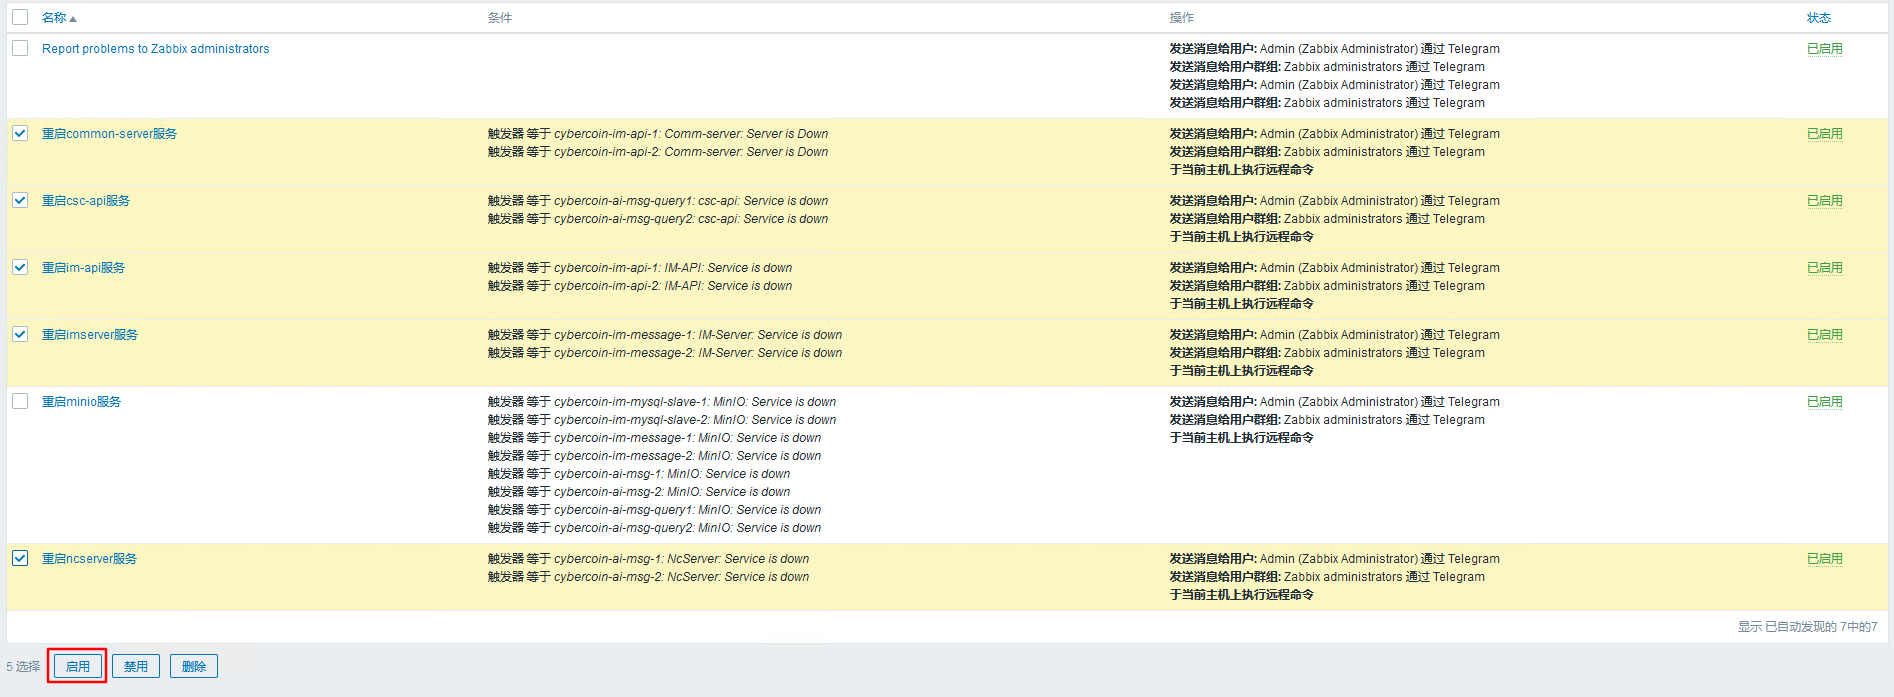 名称▲ 条件 操作 状态
Report problems to Zabbix administrators 发送消息给用户: Admin (Zabbix Administrator) 通过 Telegram 已启用
发送消息给用户群组: Zabbix administrators 通过 Telegram
发送消息给用户: Admin (Zabbix Administrator) 通过 Telegram
发送消息给用户群组: Zabbix administrators 通过 Telegram
重启common-server服务 触发器 等于 cybercoin-im-api-1: Comm-server: Server is Down 发送消息给用户: Admin (Zabbix Administrator) 通过 Telegram 已启用
触发器 等于 cybercoin-im-api-2: Comm-server: Server is Down 发送消息给用户群组: Zabbix administrators 通过 Telegram
于当前主机上执行远程命令
重启csc-api服务 触发器 等于 cybercoin-ai-msg-query1: csc-api: Service is down 发送消息给用户: Admin (Zabbix Administrator) 通过 Telegram 已启用
触发器 等于 cybercoin-ai-msg-query2: csc-api: Service is down 发送消息给用户群组: Zabbix administrators 通过 Telegram
于当前主机上执行远程命令
重启im-api服务 触发器 等于 cybercoin-im-api-1: IM-API: Service is down 发送消息给用户: Admin (Zabbix Administrator) 通过 Telegram 已启用
触发器 等于 cybercoin-im-api-2: IM-API: Service is down 发送消息给用户群组: Zabbix administrators 通过 Telegram
于当前主机上执行远程命令
重启imserver服务 触发器 等于 cybercoin-im-message-1: IM-Server: Service is down 发送消息给用户: Admin (Zabbix Administrator) 通过 Telegram 已启用
触发器 等于 cybercoin-im-message-2: IM-Server: Service is down 发送消息给用户群组: Zabbix administrators 通过 Telegram
于当前主机上执行远程命令
重启minio服务 触发器 等于 cybercoin-im-mysql-slave-1: MinIO: Service is down 发送消息给用户: Admin (Zabbix Administrator) 通过 Telegram 已启用
触发器 等于 cybercoin-im-mysql-slave-2: MinIO: Service is down 发送消息给用户群组: Zabbix administrators 通过 Telegram
触发器 等于 cybercoin-im-message-1: MinIO: Service is down 于当前主机上执行远程命令
触发器 等于 cybercoin-im-message-2: MinIO: Service is down
触发器 等于 cybercoin-ai-msg-1: MinIO: Service is down
触发器 等于 cybercoin-ai-msg-2: MinIO: Service is down
触发器 等于 cybercoin-ai-msg-query1: MinIO: Service is down
触发器 等于 cybercoin-ai-msg-query2: MinIO: Service is down
重启ncserver服务 触发器 等于 cybercoin-ai-msg-1: NcServer: Service is down 发送消息给用户: Admin (Zabbix Administrator) 通过 Telegram 已启用
触发器 等于 cybercoin-ai-msg-2: NcServer: Service is down 发送消息给用户群组: Zabbix administrators 通过 Telegram
于当前主机上执行远程命令
显示 已自动发现的 7中的7
5 选择 启用 禁用 删除